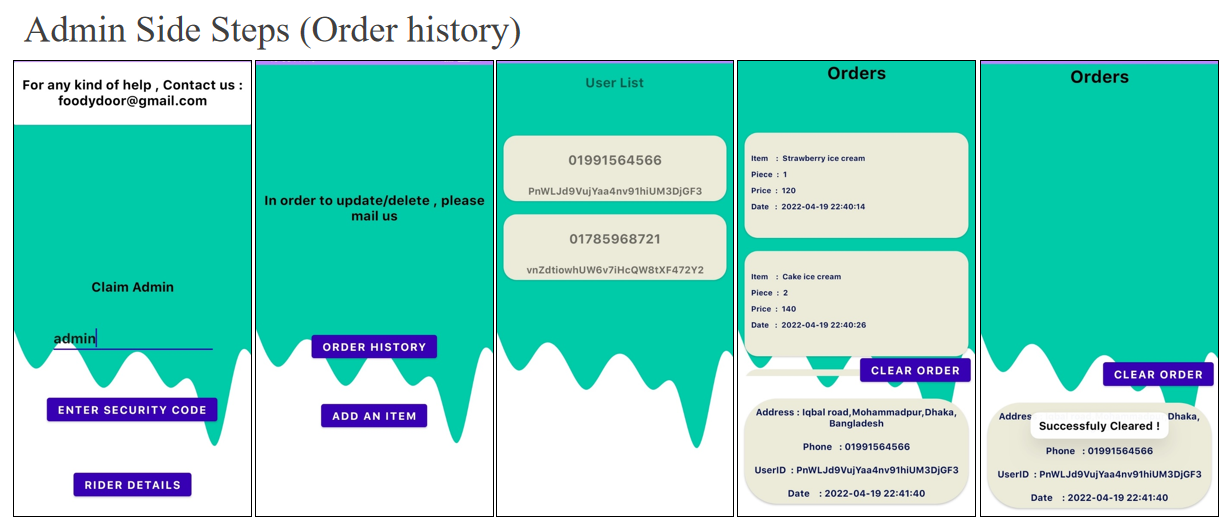 Admin Side Steps (Order history)
For any kind of help , Contact us :
foodydoor@gmail.com
Claim Admin
admin
ENTER SECURITY CODE
RIDER DETAILS
In order to update/delete , please
mail us
ORDER HISTORY
ADD AN ITEM
User List
01991564566
PnWLJd9VujYaa4nv91hiUM3DjGF3
01785968721
vnZdtiowhUW6v7iHcQW8tXF472Y2
Orders
Item : Strawberry ice cream
Piece : 1
Price : 120
Date : 2022-04-19 22:40:14
Item : Cake ice cream
Piece : 2
Price : 140
Date : 2022-04-19 22:40:26
CLEAR ORDER
Address : Iqbal road,Mohammadpur,Dhaka,
Bangladesh
Phone : 01991564566
UserID : PnWLJd9VujYaa4nv91hiUM3DjGF3
Date : 2022-04-19 22:41:40
Orders
CLEAR ORDER
Dhaka,
Successfuly Cleared !
Phone : 01991564566
UserID : PnWLJd9VujYaa4nv91hiUM3DjGF3
Date : 2022-04-19 22:41:40